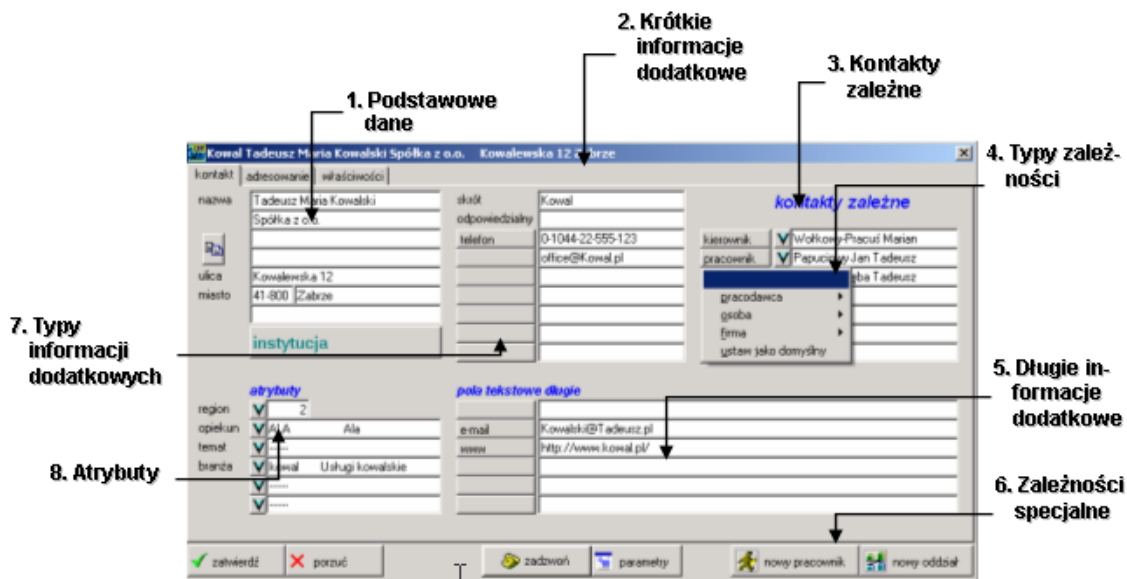 2. Krótkie
informacje
dodatkowe
3. Kontakty
zależne
1. Podstawowe
dane
4. Typy zależ-
ności
Kowal Tadeusz Maria Kowalski Spółka z o.o. Kowalewska 12 Zabrze
kontakt adresowanie właściwości
nazwa Tadeusz Maria Kowalski skrót Kowal kontakty zależne
Spółka z o.o. odpowiedzialny
telefon 0-1044-22-555-123 kierownik Wołkowy-Pracuś Marian
office@Kowal.pl pracownik Papuciowy Jan Tadeusz
ulica Kowalewska 12 Tadeusz
miasto 41-800 Zabrze
pracodawca
osoba
firma
ustaw jako domyślny
instytucja
7. Typy
informacji
dodatkowych
5. Długie in-
formacje
dodatkowe
atrybuty pola tekstowe długie
region 2
opiekun ALA Ala e-mail Kowalski@Tadeusz.pl
temat ----- www http://www.kowal.pl/
branża kowal Usługi kowalskie
-----
-----
8. Atrybuty
6. Zależności
specjalne
zatwierdź porzuć zadzwoń parametry nowy pracownik nowy oddział